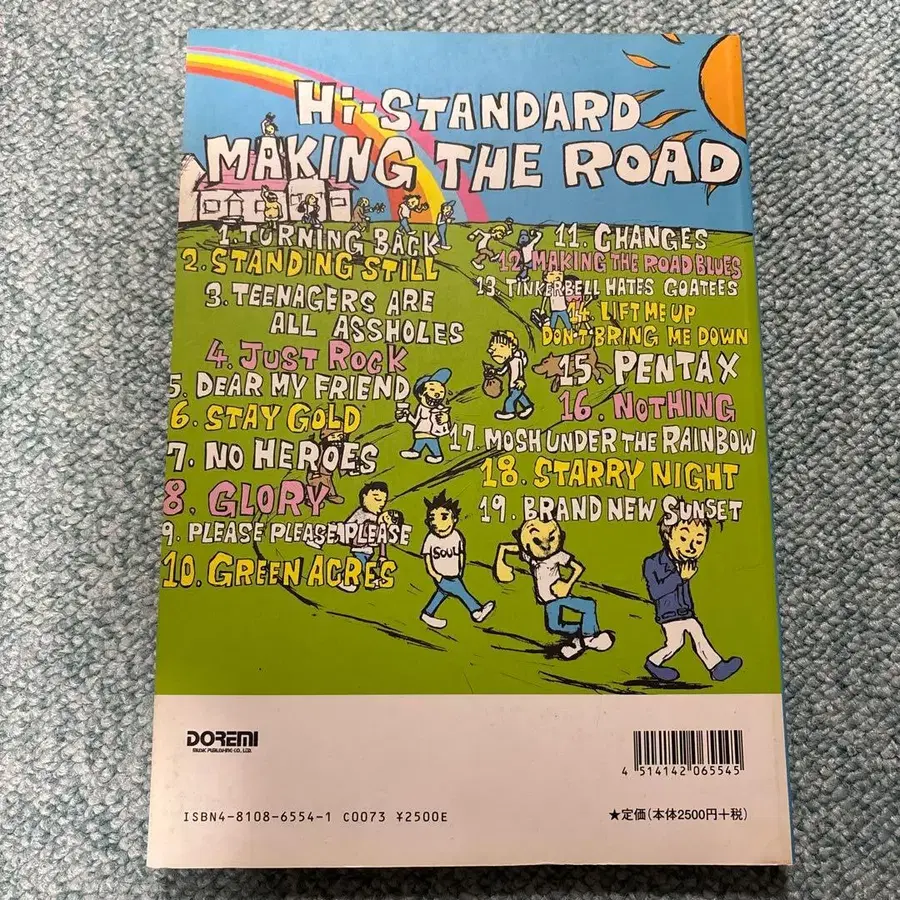 Hi-STANDARD
MAKING THE ROAD
1. TURNING BACK
2. STANDING STILL
3. TEENAGERS ARE
ALL ASSHOLES
4. JUST ROCK
5. DEAR MY FRIEND
6. STAY GOLD
7. NO HEROES
8. GLORY
9. PLEASE PLEASE PLEASE
10. GREEN ACRES
11. CHANGES
12. MAKING THE ROAD BLUES
13. TINKERBELL HATES GOATEES
14. LIFT ME UP
DON'T BRING ME DOWN
15. PENTAX
16. NOTHING
17. MOSH UNDER THE RAINBOW
18. STARRY NIGHT
19. BRAND NEW SUNSET
SOUL
DOREMI
MUSIC PUBLISHING CO., LTD.
4 514142 065545
ISBN4-8108-6554-1 C0073 ¥2500E
★定価(本体2500円+税)